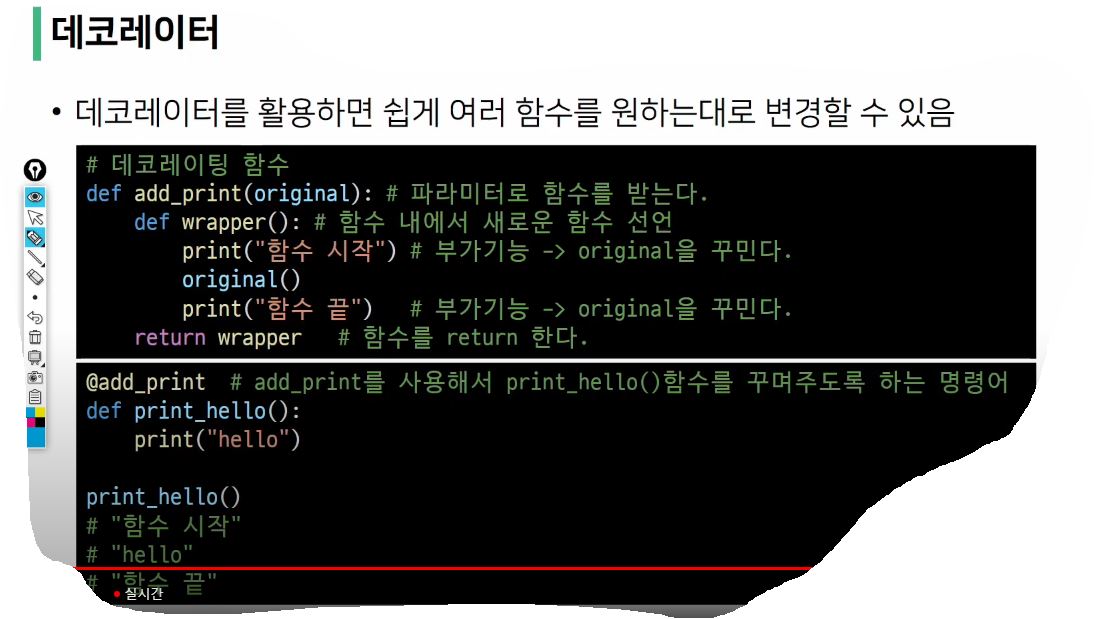 데코레이터
• 데코레이터를 활용하면 쉽게 여러 함수를 원하는대로 변경할 수 있음
# 데코레이팅 함수
def add_print(original): # 파라미터로 함수를 받는다.
    def wrapper(): # 함수 내에서 새로운 함수 선언
        print("함수 시작") # 부가기능 -> original을 꾸민다.
        original()
        print("함수 끝")   # 부가기능 -> original을 꾸민다.
    return wrapper   # 함수를 return 한다.
@add_print  # add_print를 사용해서 print_hello()함수를 꾸며주도록 하는 명령어
def print_hello():
    print("hello")
print_hello()
# "함수 시작"
# "hello"
# "함수 끝"
실시간